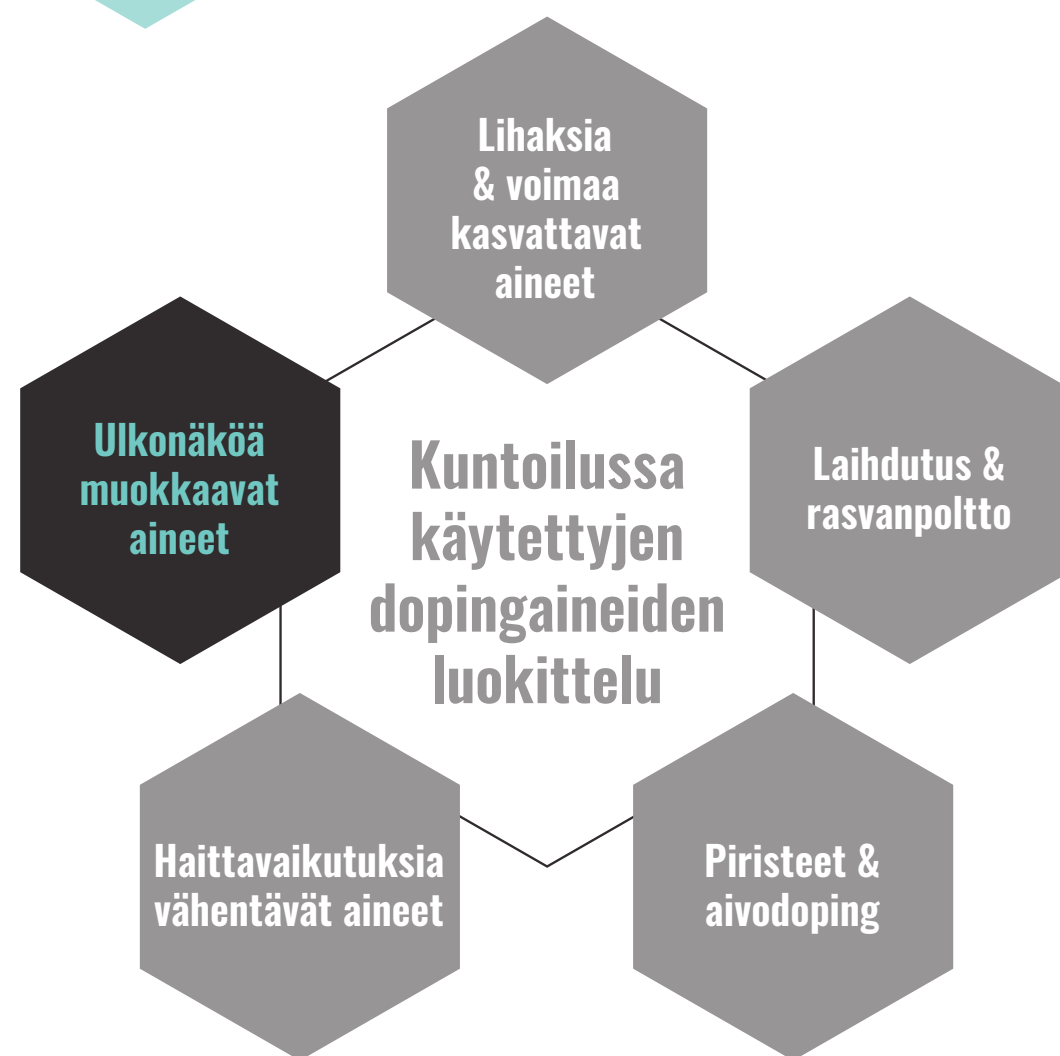 Lihaksia
& voimaa
kasvattavat
aineet
Ulkonäköä
muokkaavat
aineet
Kuntoilussa
käytettyjen
dopingaineiden
luokittelu
Laihdutus &
rasvanpoltto
Haittavaikutuksia
vähentävät aineet
Piristeet &
aivodoping